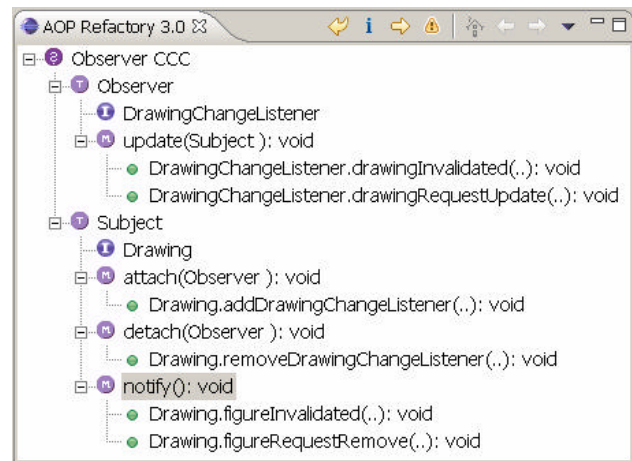 AOP Refactory 3.0
Observer CCC
Observer
DrawingChangeListener
update(Subject ): void
DrawingChangeListener.drawingInvalidated(..): void
DrawingChangeListener.drawingRequestUpdate(..): void
Subject
Drawing
attach(Observer ): void
Drawing.addDrawingChangeListener(..): void
detach(Observer ): void
Drawing.removeDrawingChangeListener(..): void
notify(): void
Drawing.figureInvalidated(..): void
Drawing.figureRequestRemove(..): void